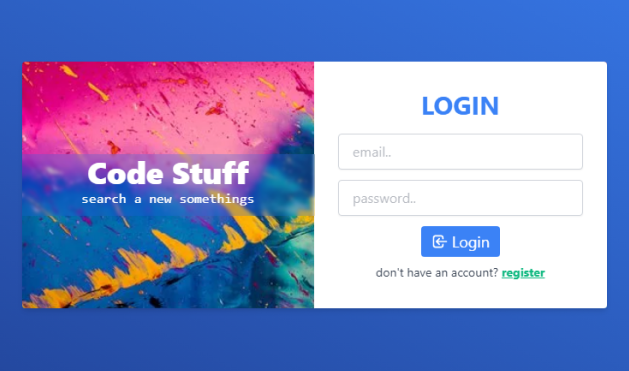 Code Stuff
search a new somethings
LOGIN
email..
password..
Login
don't have an account? register